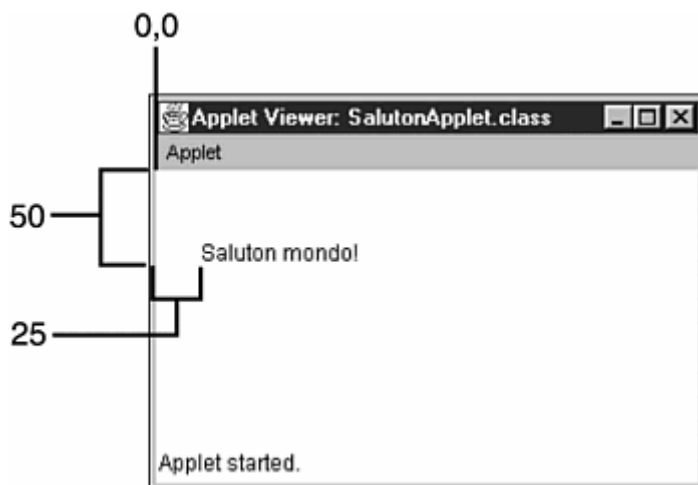 0,0
Applet Viewer: SalutonApplet.class
Applet
50
Saluton mondo!
25
Applet started.